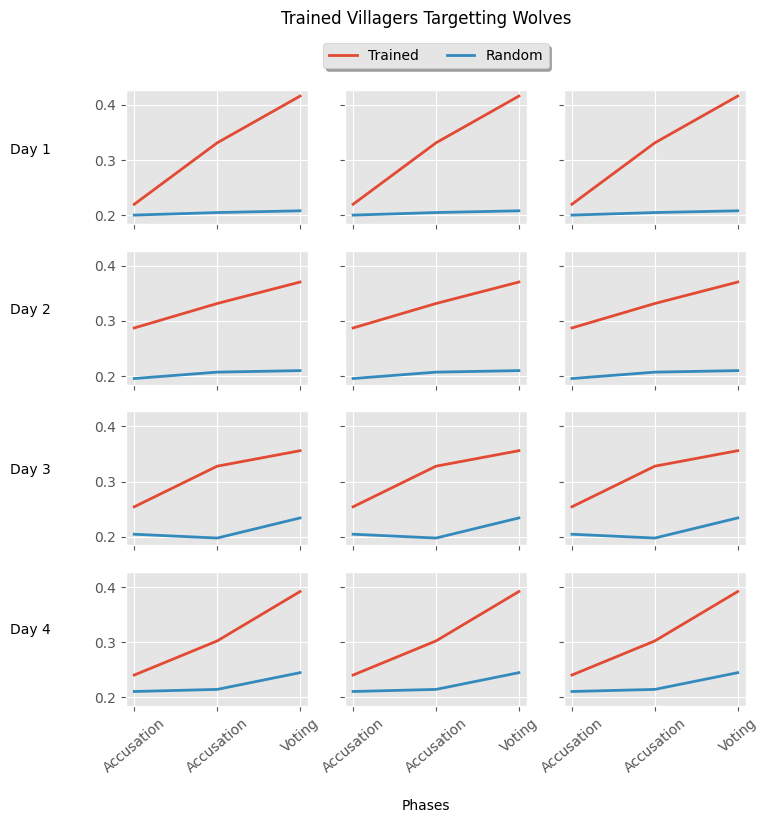 Trained Villagers Targetting Wolves
Trained Random
Day 1
0.4
0.3
0.2
Day 2
0.4
0.3
0.2
Day 3
0.4
0.3
0.2
Day 4
0.4
0.3
0.2
Accusation Accusation Voting Accusation Accusation Voting Accusation Accusation Voting
Phases